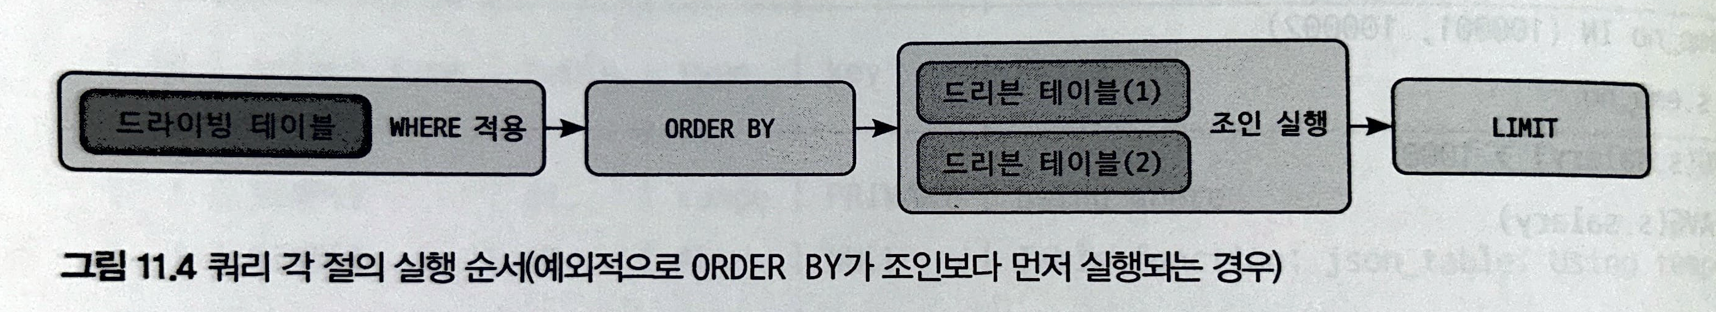 드라이빙 테이블 WHERE 적용
ORDER BY
드리븐 테이블(1)
드리븐 테이블(2)
조인 실행
LIMIT
그림 11.4 쿼리 각 절의 실행 순서(예외적으로 ORDER BY가 조인보다 먼저 실행되는 경우)